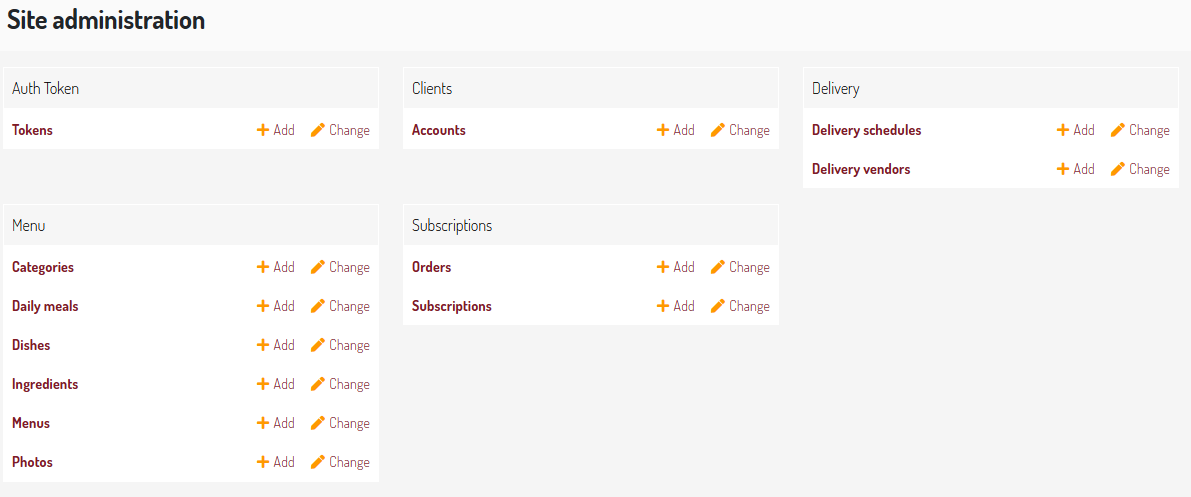 Site administration
Auth Token
Tokens Add Change
Clients
Accounts Add Change
Delivery
Delivery schedules Add Change
Delivery vendors Add Change
Menu
Categories Add Change
Daily meals Add Change
Dishes Add Change
Ingredients Add Change
Menus Add Change
Photos Add Change
Subscriptions
Orders Add Change
Subscriptions Add Change